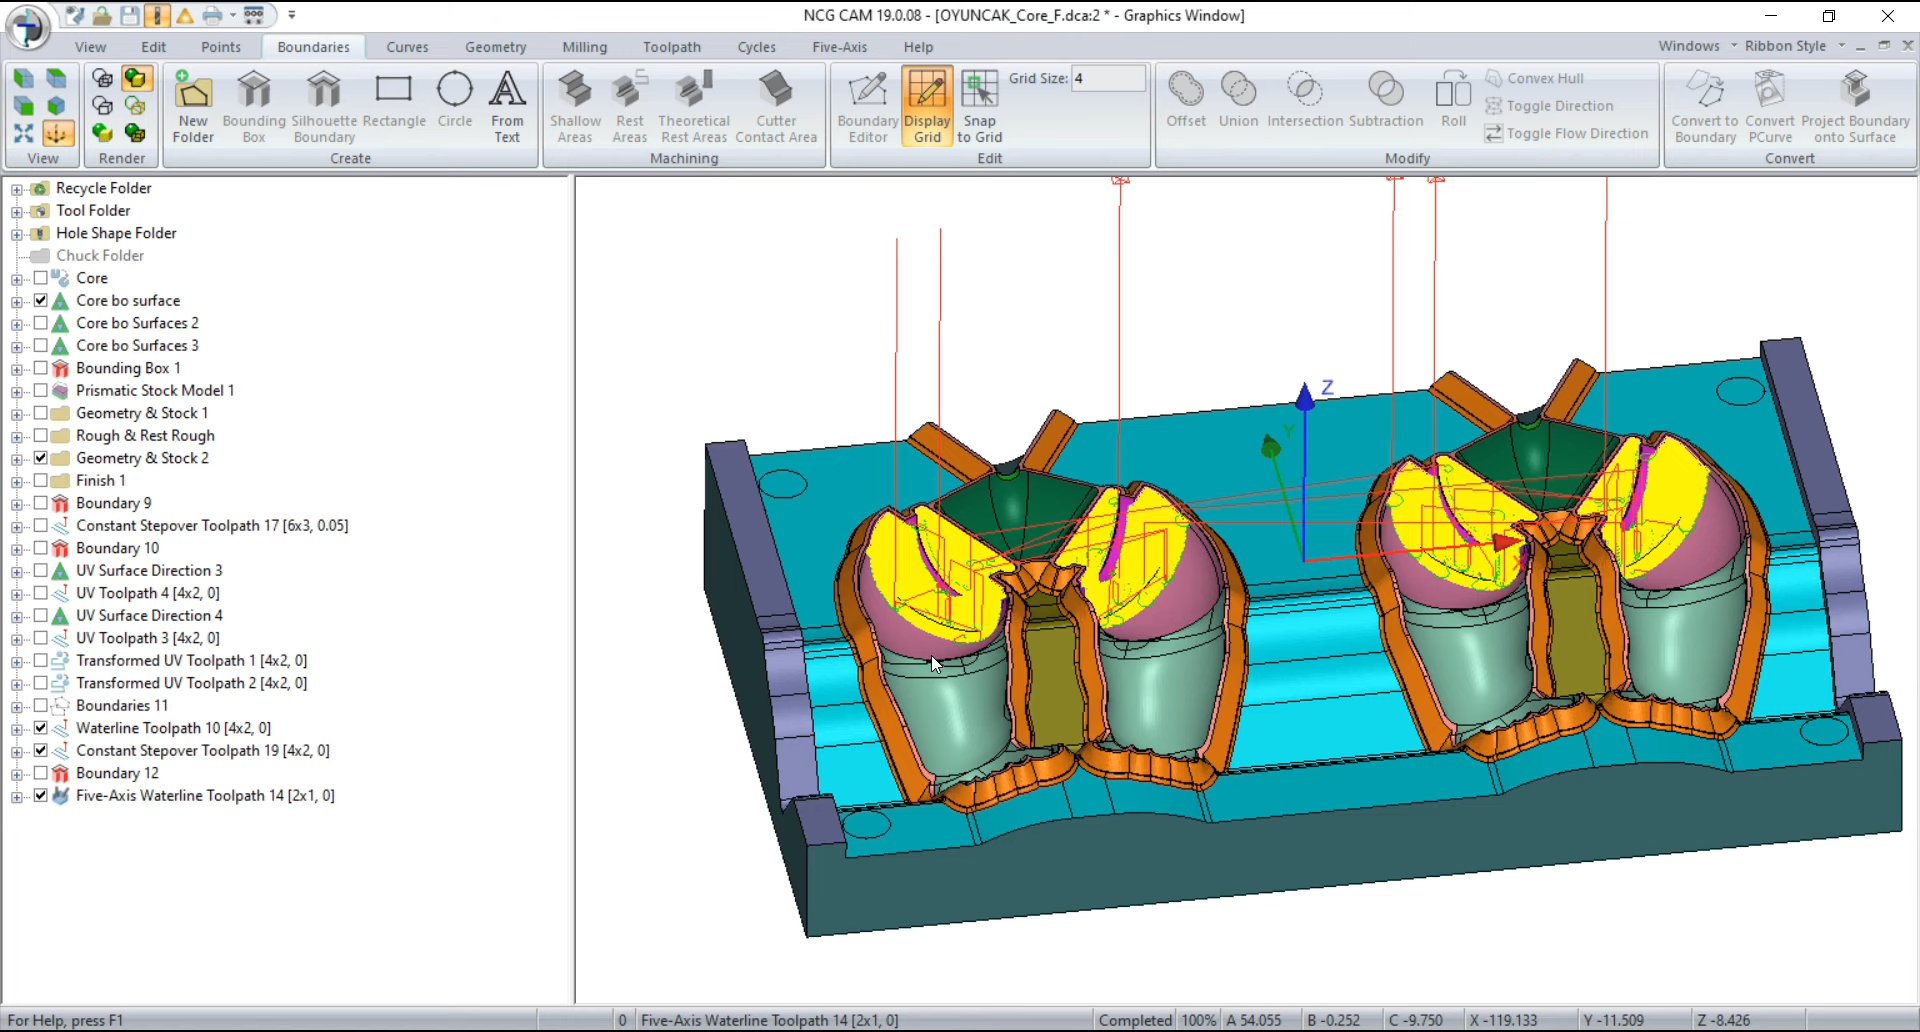 NCG CAM 19.0.08 - [OYUNCAK_Core_F.dca:2 * - Graphics Window]
View Edit Points Boundaries Curves Geometry Milling Toolpath Cycles Five-Axis Help Windows Ribbon Style
New Folder Bounding Box Silhouette Boundary Rectangle Circle From Text
Shallow Areas Rest Areas Theoretical Rest Areas Cutter Contact Area
Boundary Editor Display Grid Snap to Grid Grid Size: 4
Offset Union Intersection Subtraction Roll
Convex Hull
Toggle Direction
Toggle Flow Direction
Convert to Boundary Convert PCurve Project Boundary onto Surface
View Render Create Machining Edit Modify Convert
Recycle Folder
Tool Folder
Hole Shape Folder
Chuck Folder
Core
Core bo surface
Core bo Surfaces 2
Core bo Surfaces 3
Bounding Box 1
Prismatic Stock Model 1
Geometry & Stock 1
Rough & Rest Rough
Geometry & Stock 2
Finish 1
Boundary 9
Constant Stepover Toolpath 17 [6x3, 0.05]
Boundary 10
UV Surface Direction 3
UV Toolpath 4 [4x2, 0]
UV Surface Direction 4
UV Toolpath 3 [4x2, 0]
Transformed UV Toolpath 1 [4x2, 0]
Transformed UV Toolpath 2 [4x2, 0]
Boundaries 11
Waterline Toolpath 10 [4x2, 0]
Constant Stepover Toolpath 19 [4x2, 0]
Boundary 12
Five-Axis Waterline Toolpath 14 [2x1, 0]
Z
Y
X
For Help, press F1 0 Five-Axis Waterline Toolpath 14 [2x1, 0] Completed 100% A 54.055 B -0.252 C -9.750 X -119.133 Y -11.509 Z -8.426